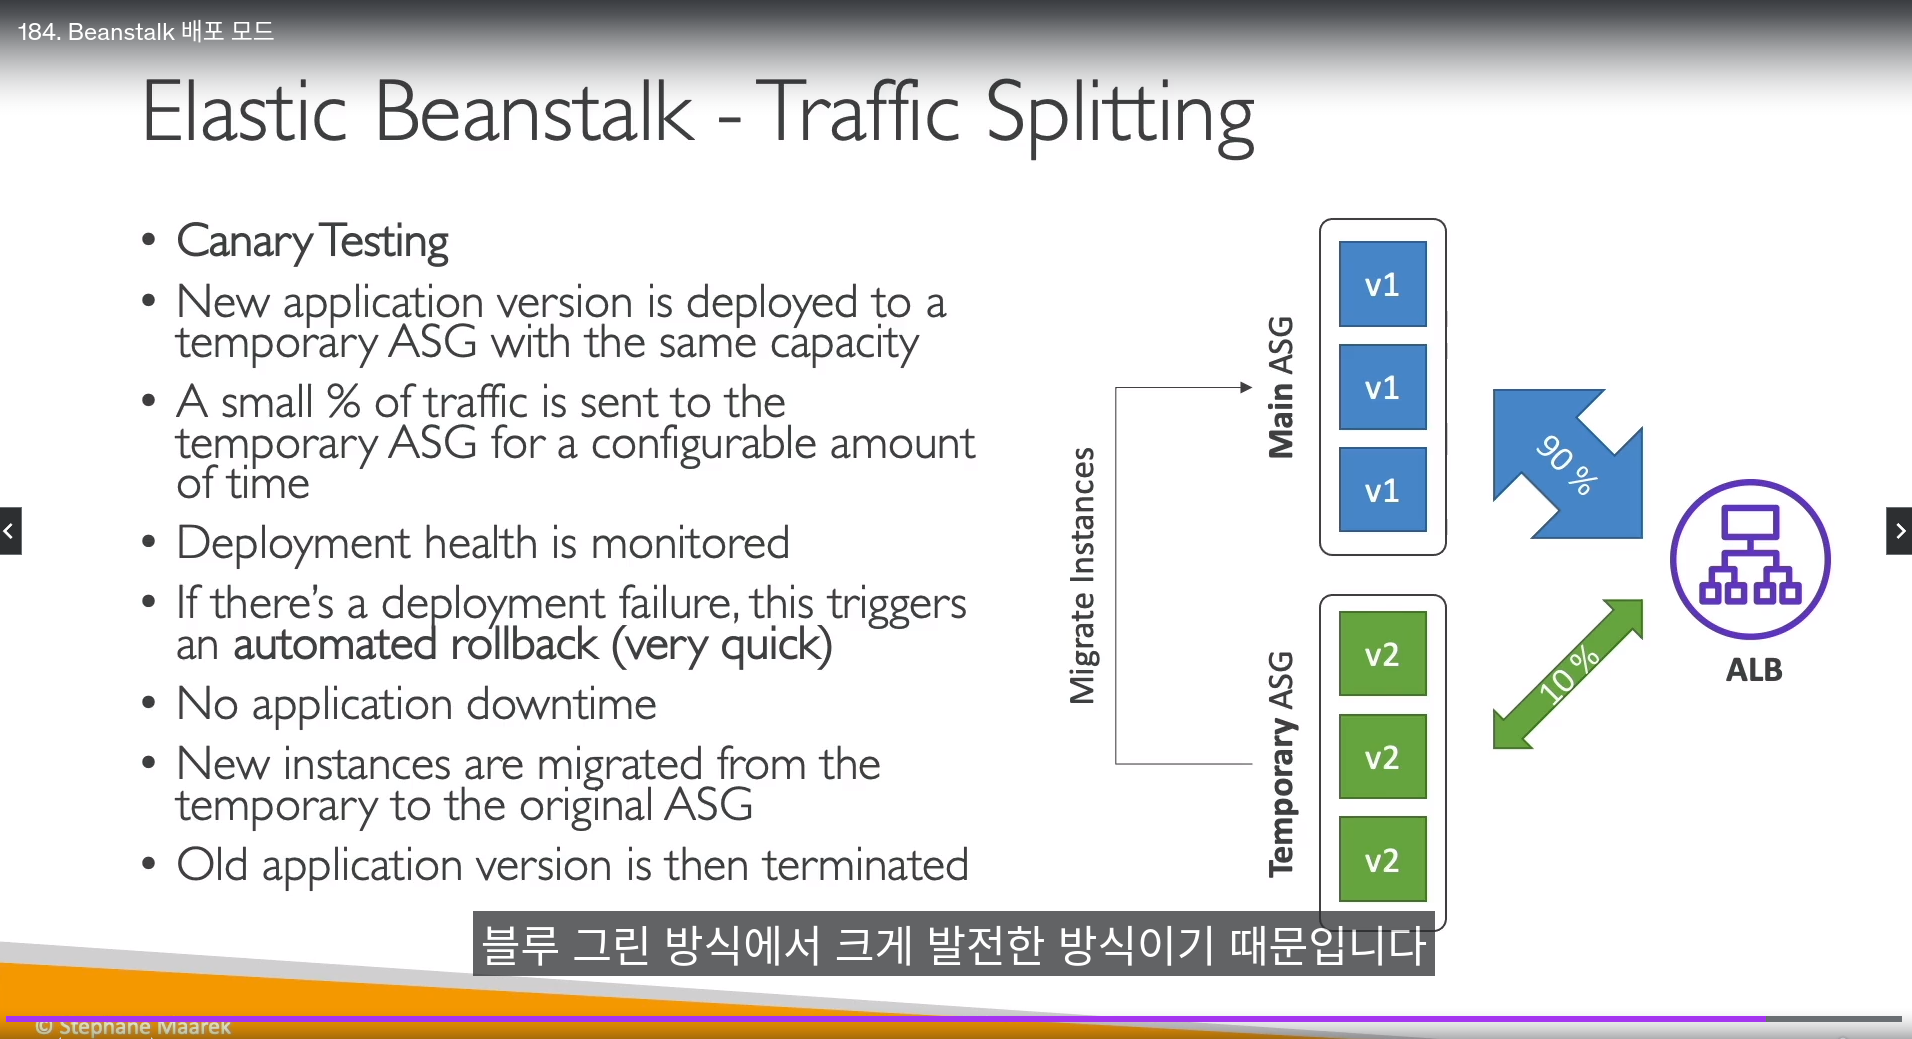 184. Beanstalk 배포 모드
Elastic Beanstalk - Traffic Splitting
• Canary Testing
• New application version is deployed to a
temporary ASG with the same capacity
• A small % of traffic is sent to the
temporary ASG for a configurable amount
of time
• Deployment health is monitored
• If there's a deployment failure, this triggers
an automated rollback (very quick)
• No application downtime
• New instances are migrated from the
temporary to the original ASG
• Old application version is then terminated
Migrate Instances
Main ASG
v1
v1
v1
Temporary ASG
v2
v2
v2
90 %
10 %
ALB
블루 그린 방식에서 크게 발전한 방식이기 때문입니다
© Stephane Maarek